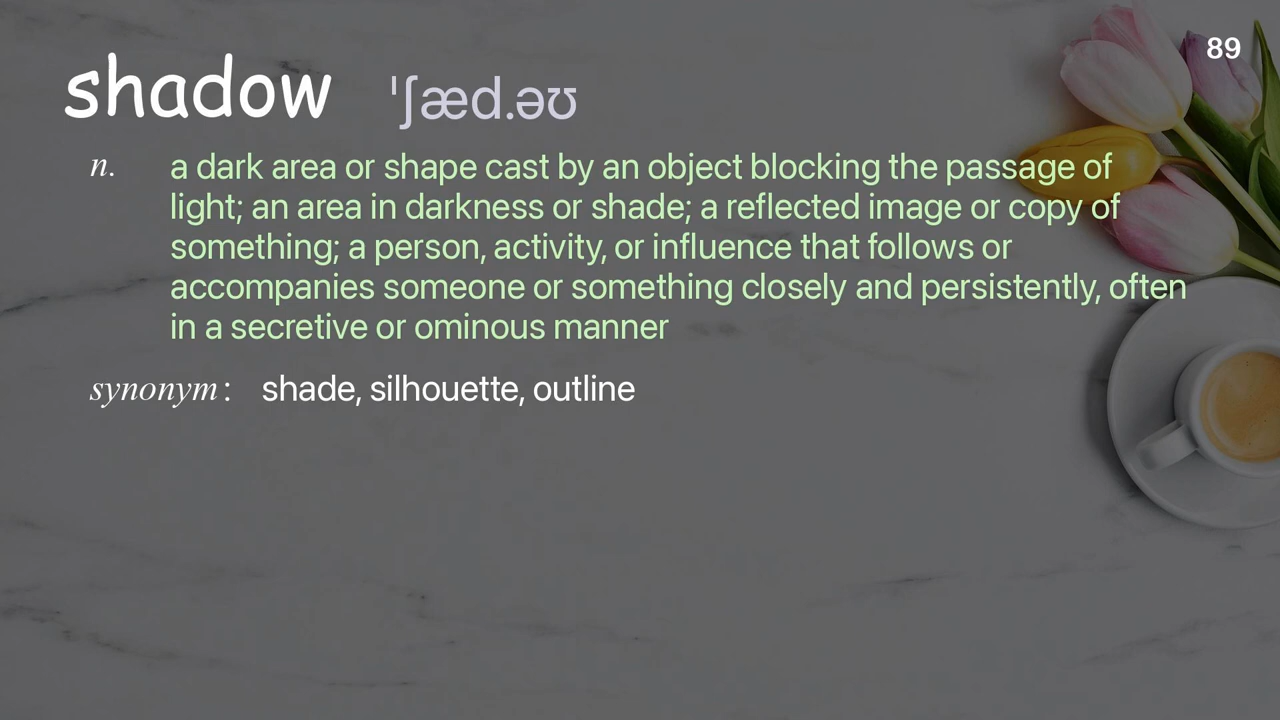 89
shadow ˈʃæd.əʊ
n. a dark area or shape cast by an object blocking the passage of
light; an area in darkness or shade; a reflected image or copy of
something; a person, activity, or influence that follows or
accompanies someone or something closely and persistently, often
in a secretive or ominous manner
synonym: shade, silhouette, outline